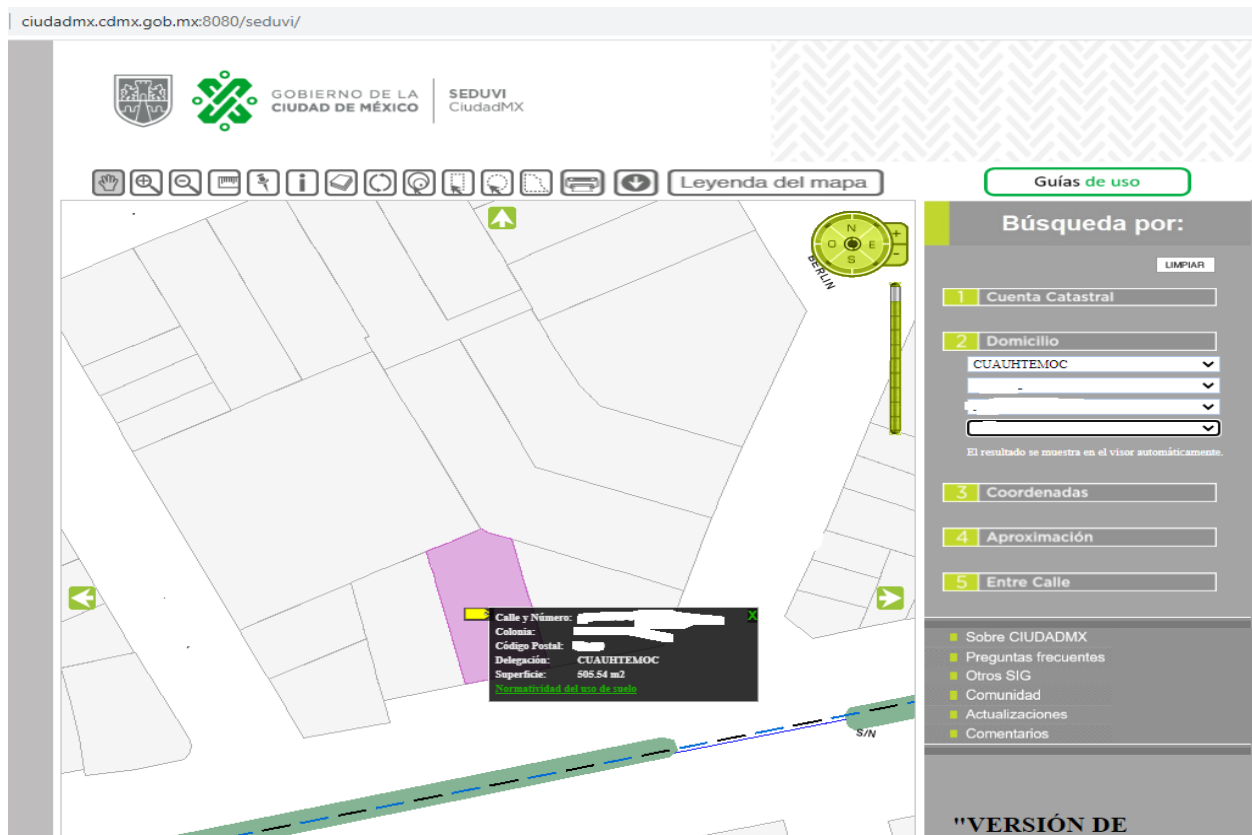 ciudadmx.cdmx.gob.mx:8080/seduvi/
GOBIERNO DE LA
CIUDAD DE MÉXICO
SEDUVI
CiudadMX
Leyenda del mapa
Guías de uso
N
O
E
S
+
-
BERLIN
Búsqueda por:
LIMPIAR
1 Cuenta Catastral
2 Domicilio
CUAUHTEMOC
-
-
El resultado se muestra en el visor automáticamente.
3 Coordenadas
4 Aproximación
5 Entre Calle
Calle y Número:
X
Colonia:
Código Postal:
Delegación: CUAUHTEMOC
Superficie: 505.54 m2
Normatividad del uso de suelo
S/N
Sobre CIUDADMX
Preguntas frecuentes
Otros SIG
Comunidad
Actualizaciones
Comentarios
"VERSIÓN DE